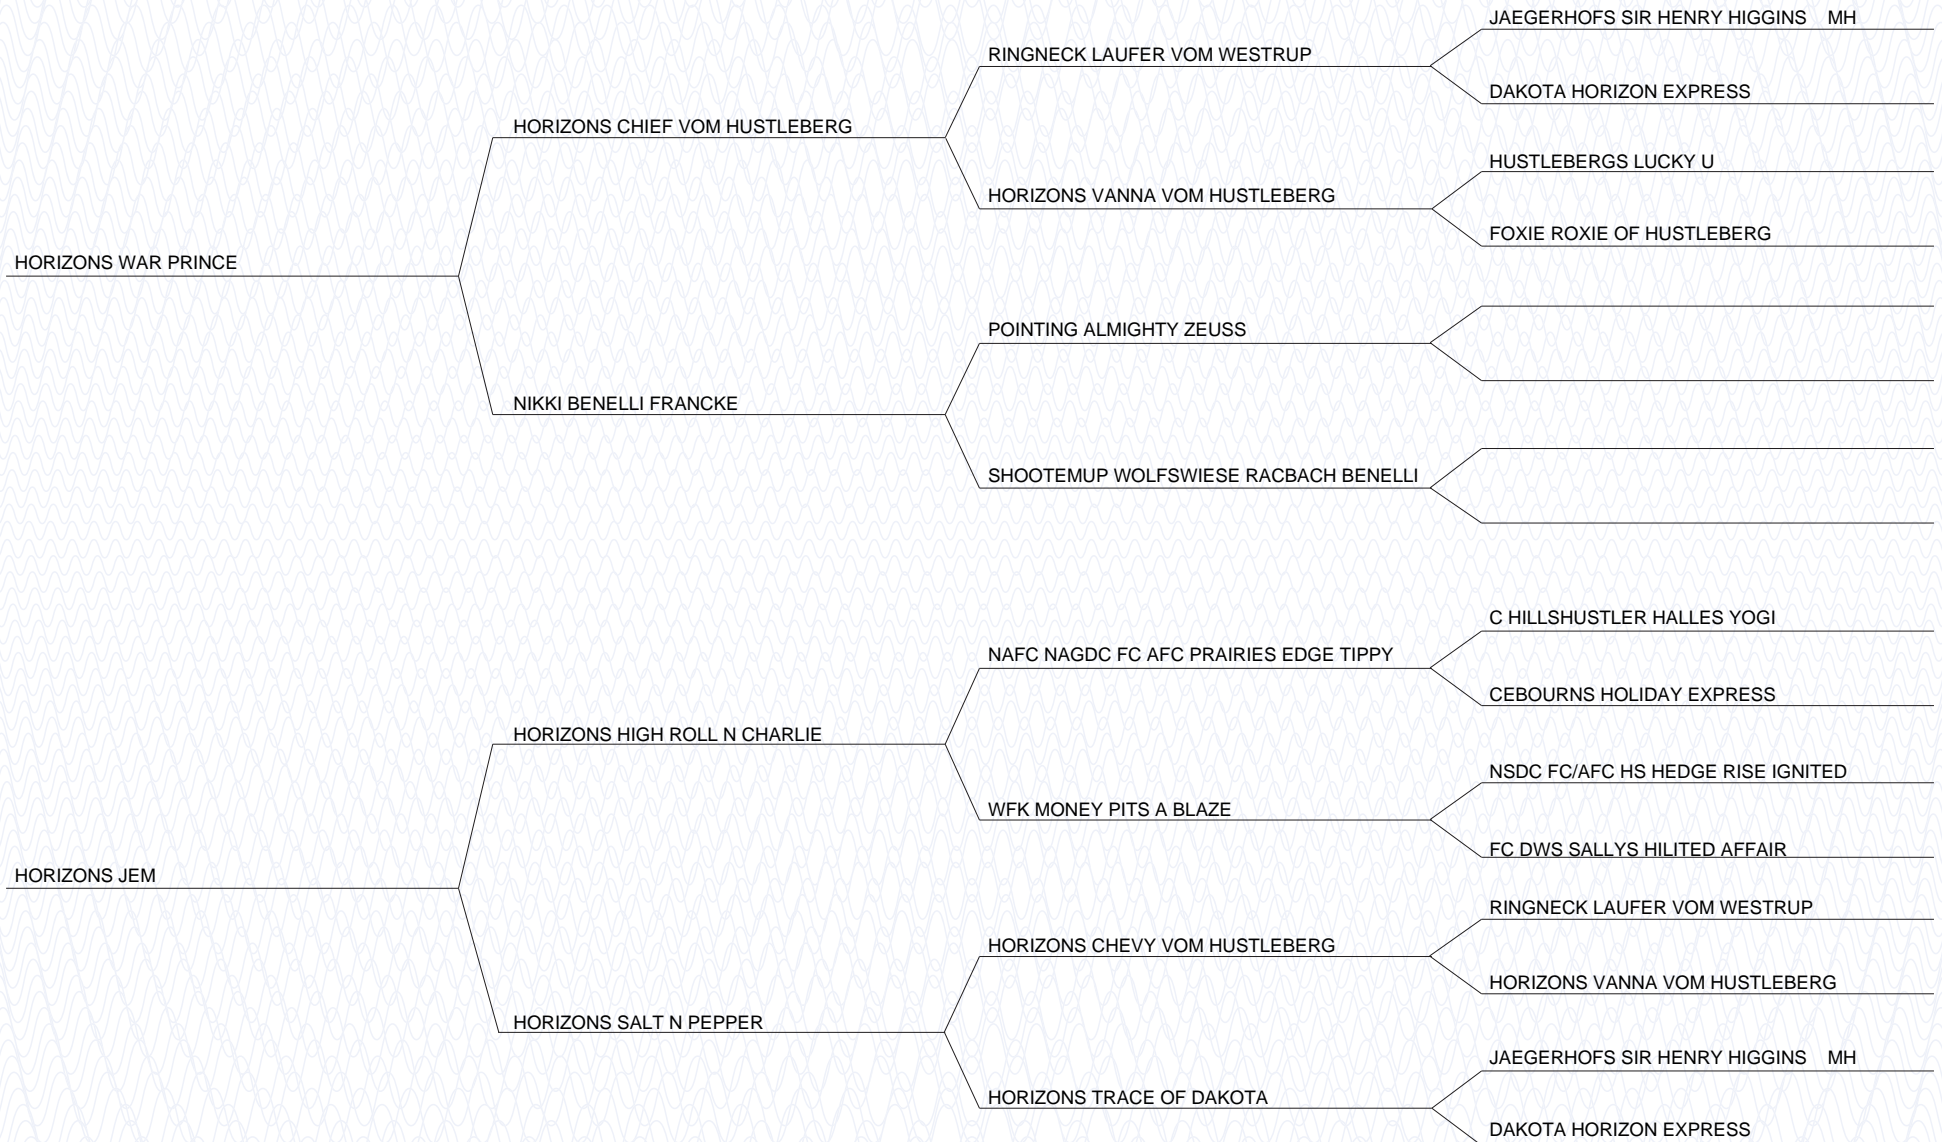 JAEGERHOFS SIR HENRY HIGGINS MH
RINGNECK LAUFER VOM WESTRUP
DAKOTA HORIZON EXPRESS
HORIZONS CHIEF VOM HUSTLEBERG
HUSTLEBERGS LUCKY U
HORIZONS VANNA VOM HUSTLEBERG
FOXIE ROXIE OF HUSTLEBERG
HORIZONS WAR PRINCE
POINTING ALMIGHTY ZEUSS
NIKKI BENELLI FRANCKE
SHOOTEMUP WOLFSWIESE RACBACH BENELLI
C HILLSHUSTLER HALLES YOGI
NAFC NAGDC FC AFC PRAIRIES EDGE TIPPY
CEBOURNS HOLIDAY EXPRESS
HORIZONS HIGH ROLL N CHARLIE
NSDC FC/AFC HS HEDGE RISE IGNITED
WFK MONEY PITS A BLAZE
FC DWS SALLYS HILITED AFFAIR
HORIZONS JEM
RINGNECK LAUFER VOM WESTRUP
HORIZONS CHEVY VOM HUSTLEBERG
HORIZONS VANNA VOM HUSTLEBERG
HORIZONS SALT N PEPPER
JAEGERHOFS SIR HENRY HIGGINS MH
HORIZONS TRACE OF DAKOTA
DAKOTA HORIZON EXPRESS